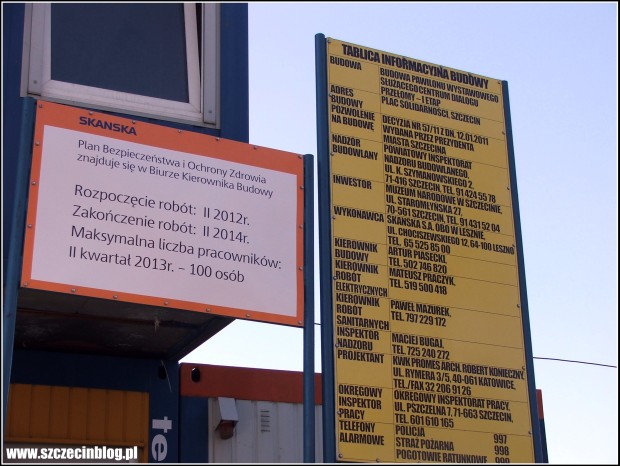 SKANSKA
Plan Bezpieczeństwa i Ochrony Zdrowia
znajduje się w Biurze Kierownika Budowy
Rozpoczęcie robót: II 2012r.
Zakończenie robót: II 2014r.
Maksymalna liczba pracowników:
II kwartał 2013r. – 100 osób
TABLICA INFORMACYJNA BUDOWY
BUDOWA BUDOWA PAWILONU WYSTAWOWEGO
SŁUŻĄCEGO CENTRUM DIALOGU
PRZEŁOMY – I ETAP
ADRES PLAC SOLIDARNOŚCI, SZCZECIN
BUDOWY
POZWOLENIE DECYZJA NR 57/11 Z DN. 12.01.2011
NA BUDOWĘ WYDANA PRZEZ PREZYDENTA
MIASTA SZCZECINA
NADZÓR POWIATOWY INSPEKTORAT
BUDOWLANY NADZORU BUDOWLANEGO,
UL. K. SZYMANOWSKIEGO 2,
71-416 SZCZECIN, TEL. 91 424 55 78
INWESTOR MUZEUM NARODOWE W SZCZECINIE,
UL. STAROMŁYŃSKA 27,
70-561 SZCZECIN, TEL. 91 431 52 04
WYKONAWCA SKANSKA S.A. OBO W LESZNIE,
UL. CHOCISZEWSKIEGO 12, 64-100 LESZNO
TEL. 65 525 85 00
KIEROWNIK ARTUR PIASECKI,
BUDOWY TEL. 502 746 820
KIEROWNIK MATEUSZ PRACZYK,
ROBÓT TEL. 519 500 418
ELEKTRYCZNYCH
KIEROWNIK PAWEŁ MAZUREK,
ROBÓT TEL. 797 229 172
SANITARNYCH
INSPEKTOR MACIEJ BUGAL
NADZORU TEL. 725 240 272
PROJEKTANT KWK PROMES ARCH. ROBERT KONIECZNY,
UL. RYMERA 3/5, 40-061 KATOWICE,
TEL./FAX 32 206 91 26
OKRĘGOWY OKRĘGOWY INSPEKTORAT PRACY,
INSPEKTOR UL. PSZCZELNA 7, 71-663 SZCZECIN,
PRACY TEL. 601 610 165
TELEFONY POLICJA 997
ALARMOWE STRAŻ POŻARNA 998
POGOTOWIE RATUNKOWE 999
te
www.szczecinblog.pl